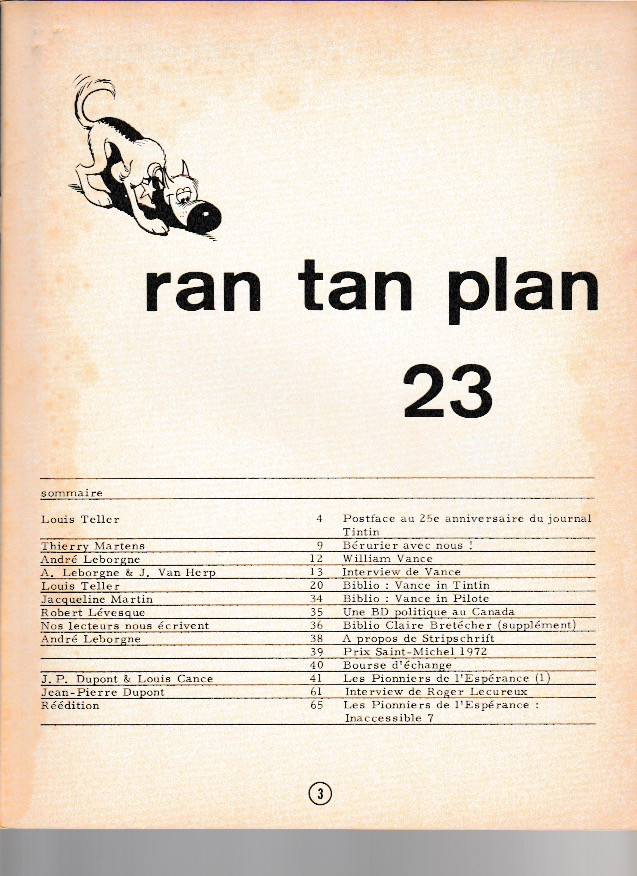 ran tan plan
23
sommaire
Louis Teller 4 Postface au 25e anniversaire du journal
Tintin
Thierry Martens 9 Bérurier avec nous !
André Leborgne 12 William Vance
A. Leborgne & J. Van Herp 13 Interview de Vance
Louis Teller 20 Biblio : Vance in Tintin
Jacqueline Martin 34 Biblio : Vance in Pilote
Robert Lévesque 35 Une BD politique au Canada
Nos lecteurs nous écrivent 36 Biblio Claire Bretécher (supplément)
André Leborgne 38 A propos de Stripschrift
39 Prix Saint-Michel 1972
40 Bourse d'échange
J. P. Dupont & Louis Cance 41 Les Pionniers de l'Espérance (1)
Jean-Pierre Dupont 61 Interview de Roger Lecureux
Réédition 65 Les Pionniers de l'Espérance :
Inaccessible 7
3